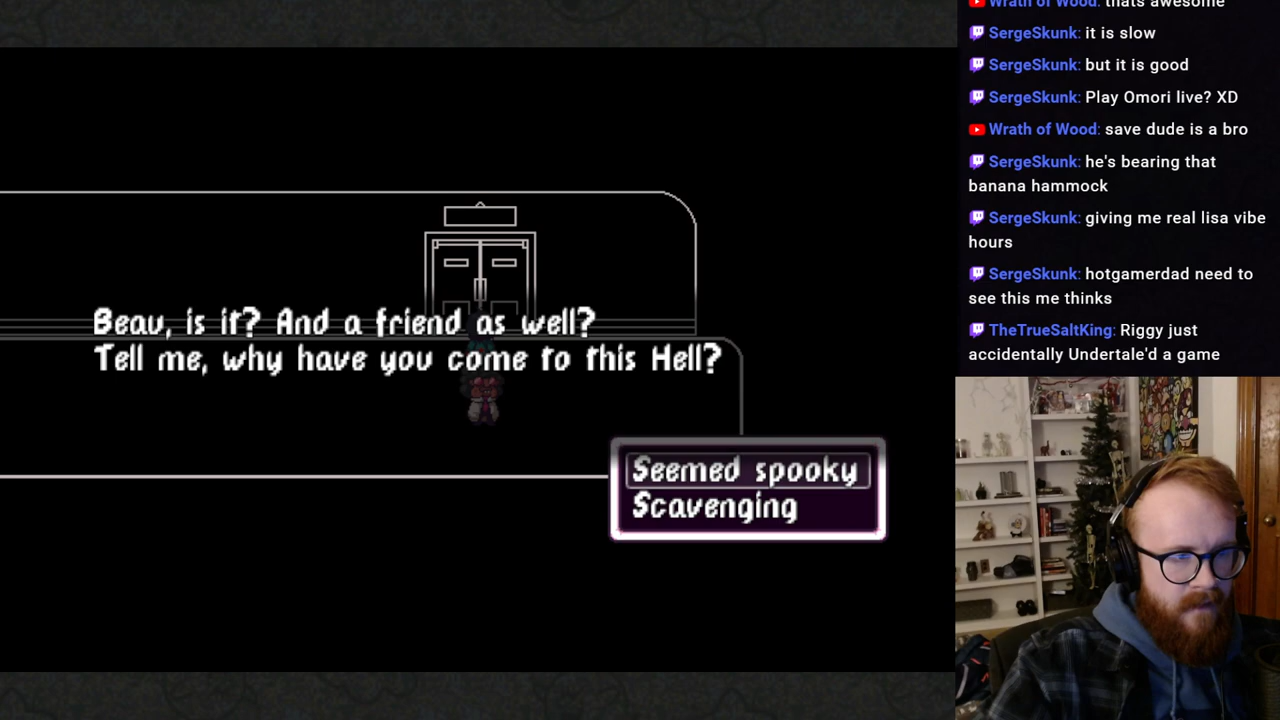 Beau, is it? And a friend as well?
Tell me, why have you come to this Hell?
Seemed spooky
Scavenging
Wrath of Wood: thats awesome
SergeSkunk: it is slow
SergeSkunk: but it is good
SergeSkunk: Play Omori live? XD
Wrath of Wood: save dude is a bro
SergeSkunk: he's bearing that
banana hammock
SergeSkunk: giving me real lisa vibe
hours
SergeSkunk: hotgamerdad need to
see this me thinks
TheTrueSaltKing: Riggy just
accidentally Undertale'd a game